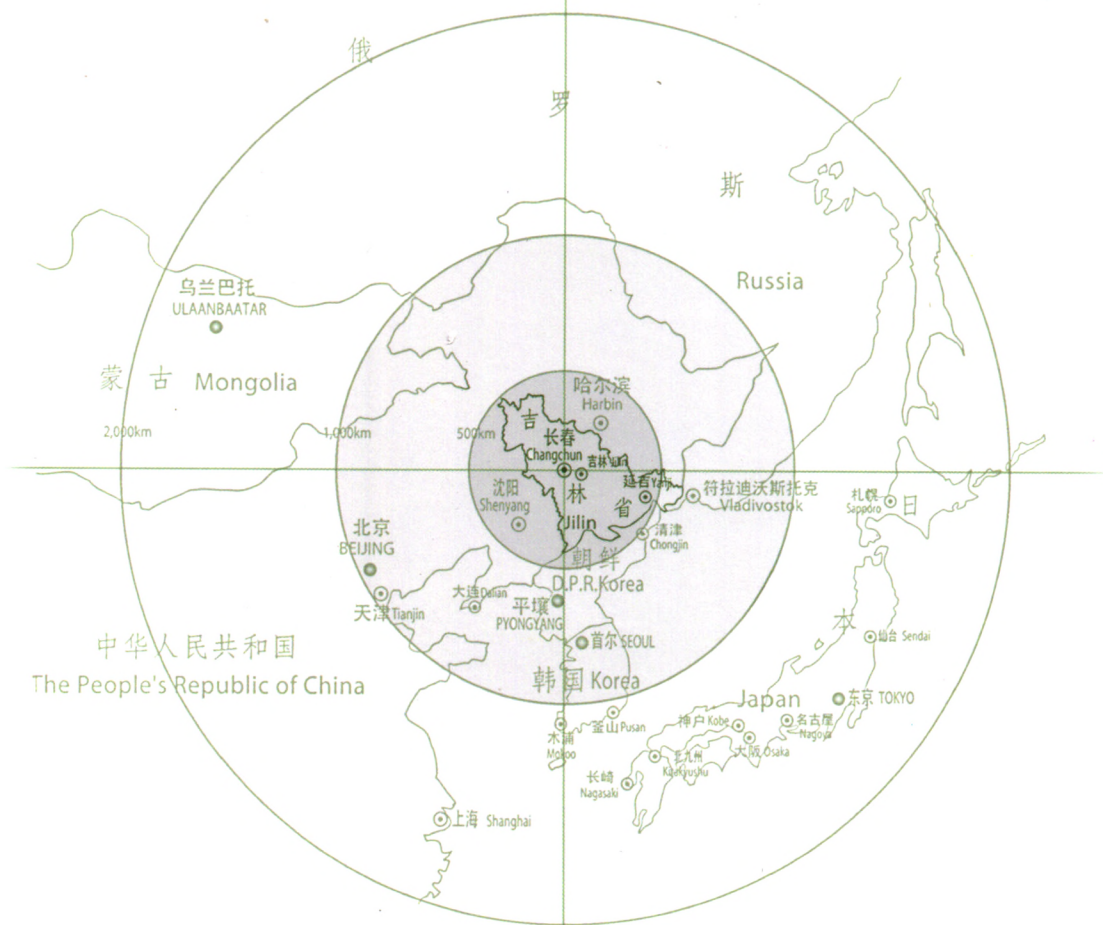 俄
罗
斯
Russia
乌兰巴托
ULAANBAATAR
蒙 古 Mongolia
2,000km
1,000km
500km
哈尔滨
Harbin
吉
长春
Changchun
吉林 Jilin
延吉 Yanji
林
省
Jilin
沈阳
Shenyang
符拉迪沃斯托克
Vladivostok
札幌
Sapporo
日
清津
Chongjin
北京
BEIJING
朝鲜
D.P.R.Korea
大连 Dalian
天津 Tianjin
平壤
PYONGYANG
首尔 SEOUL
本
仙台 Sendai
中华人民共和国
The People's Republic of China
韩国 Korea
Japan
东京 TOKYO
釜山 Pusan
神户 Kobe
名古屋
Nagoya
木浦
大阪 Osaka
北九州
长崎
Nagasaki
上海 Shanghai